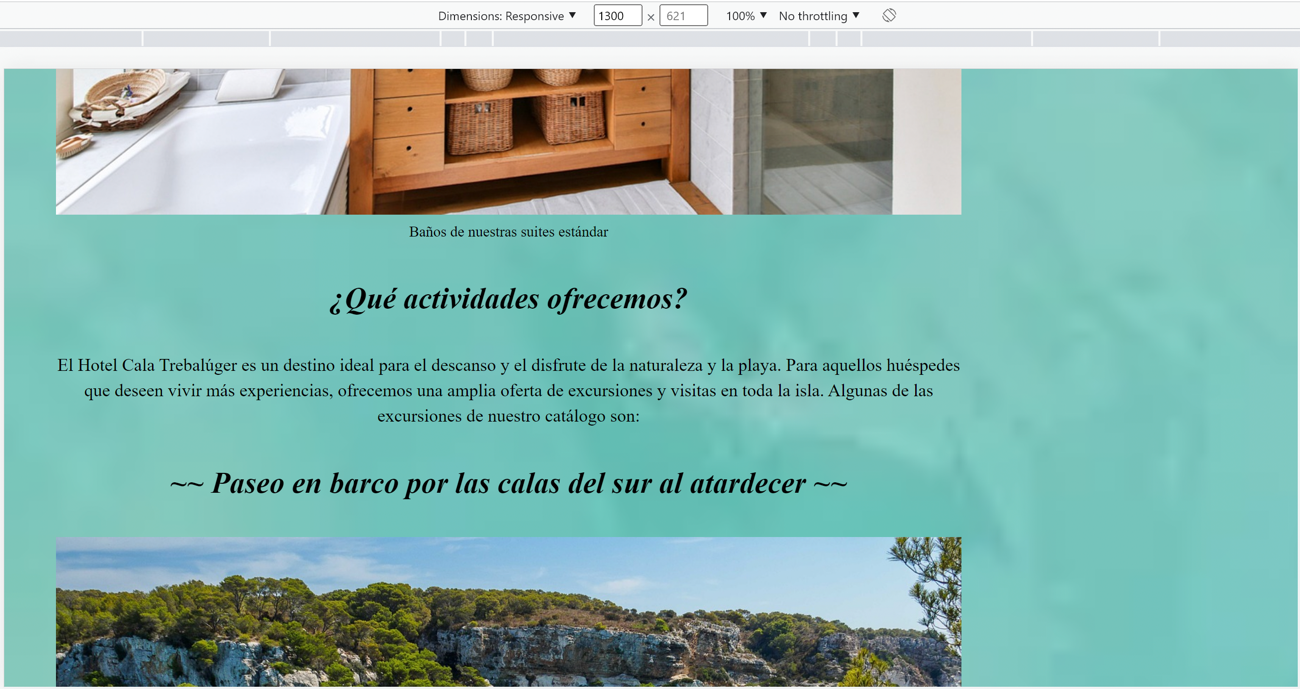 Dimensions: Responsive ▼ 1300 × 621 100% ▼ No throttling ▼
Baños de nuestras suites estándar
¿Qué actividades ofrecemos?
El Hotel Cala Trebalúger es un destino ideal para el descanso y el disfrute de la naturaleza y la playa. Para aquellos huéspedes
que deseen vivir más experiencias, ofrecemos una amplia oferta de excursiones y visitas en toda la isla. Algunas de las
excursiones de nuestro catálogo son:
~~ Paseo en barco por las calas del sur al atardecer ~~